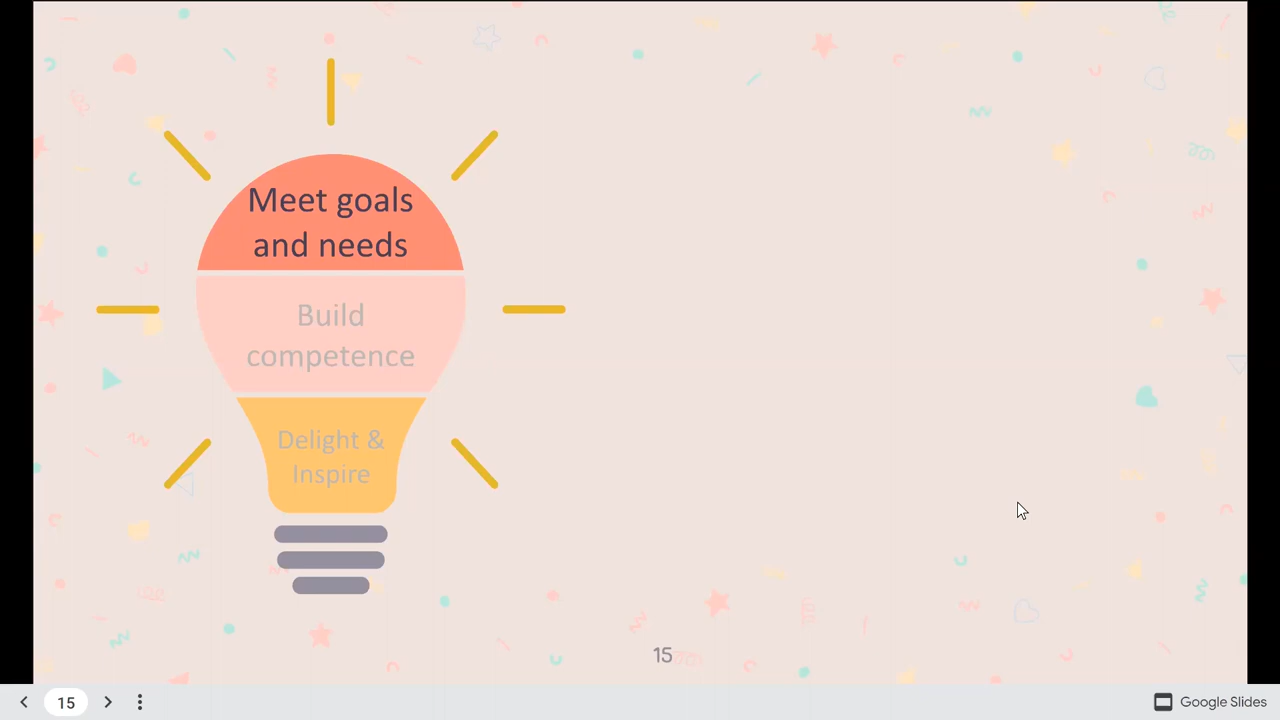 Meet goals
and needs
Build
competence
Delight &
Inspire
15
15
Google Slides